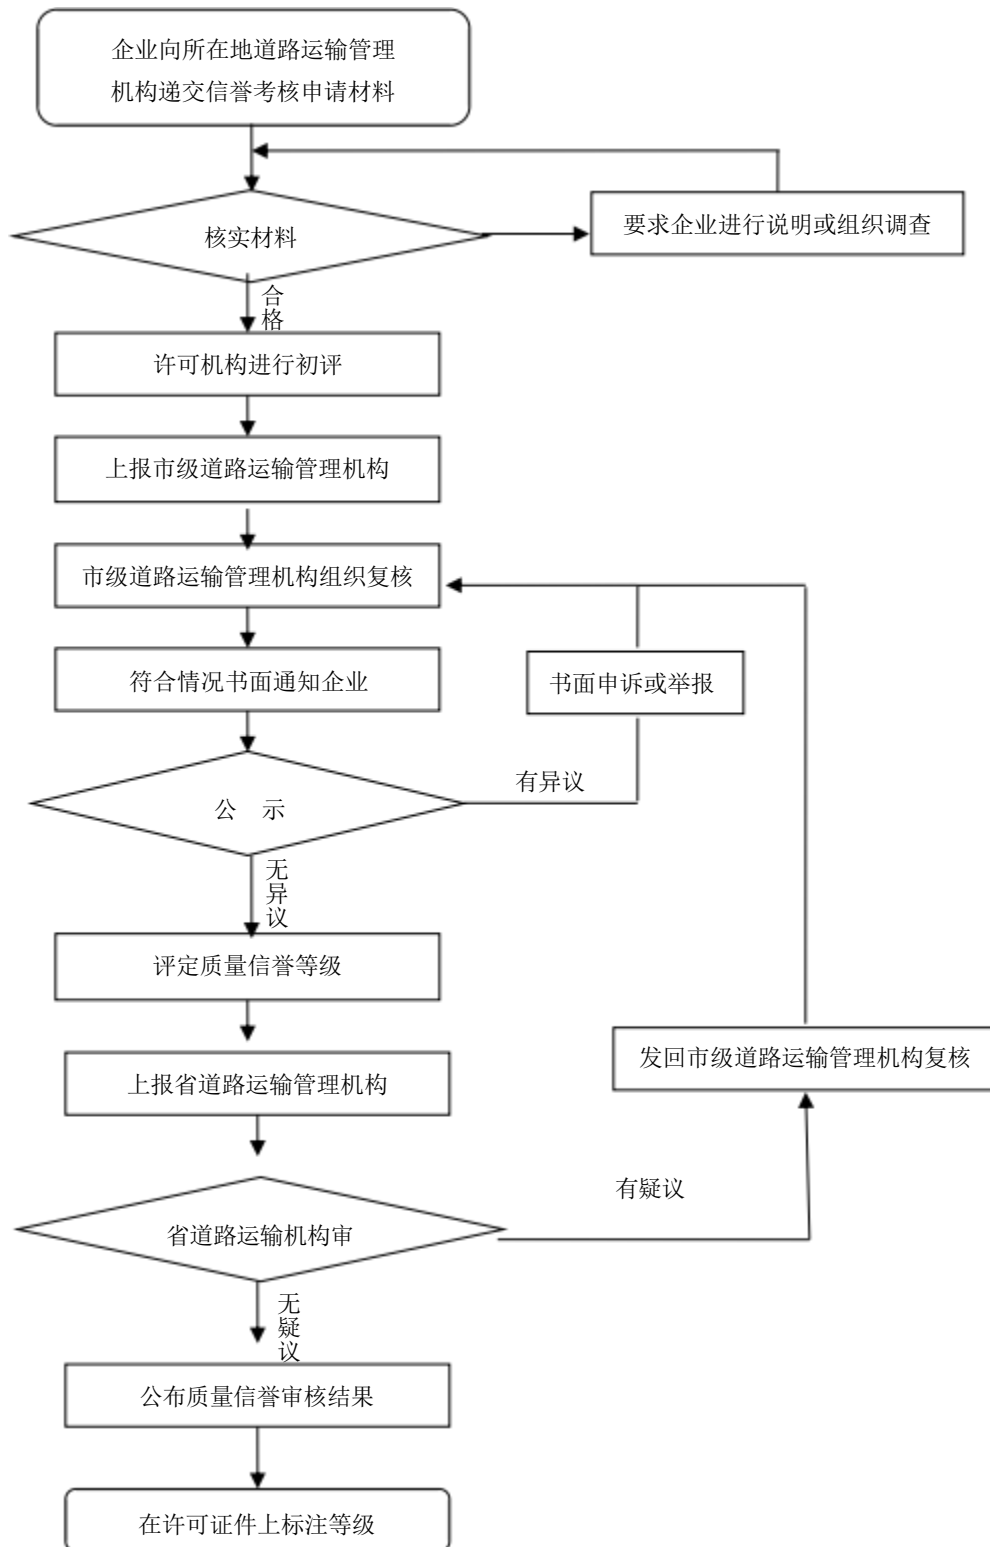 企业向所在地道路运输管理
机构递交信誉考核申请材料
核实材料
要求企业进行说明或组织调查
合格
许可机构进行初评
上报市级道路运输管理机构
市级道路运输管理机构组织复核
符合情况书面通知企业
书面申诉或举报
有异议
公 示
无异议
评定质量信誉等级
发回市级道路运输管理机构复核
上报省道路运输管理机构
有疑议
省道路运输机构审
无疑议
公布质量信誉审核结果
在许可证件上标注等级